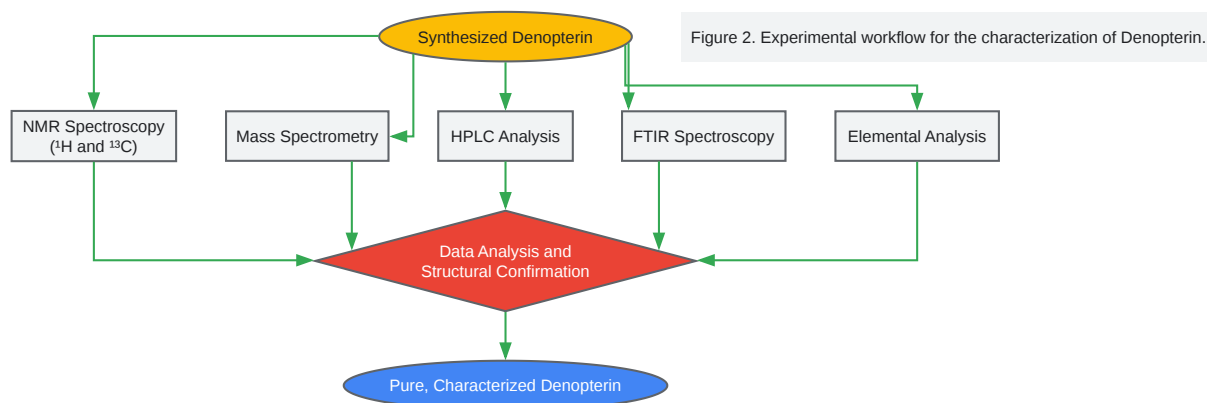 Synthesized Denopterin
Figure 2. Experimental workflow for the characterization of Denopterin.
NMR Spectroscopy
(¹H and ¹³C)
Mass Spectrometry
HPLC Analysis
FTIR Spectroscopy
Elemental Analysis
Data Analysis and
Structural Confirmation
Pure, Characterized Denopterin